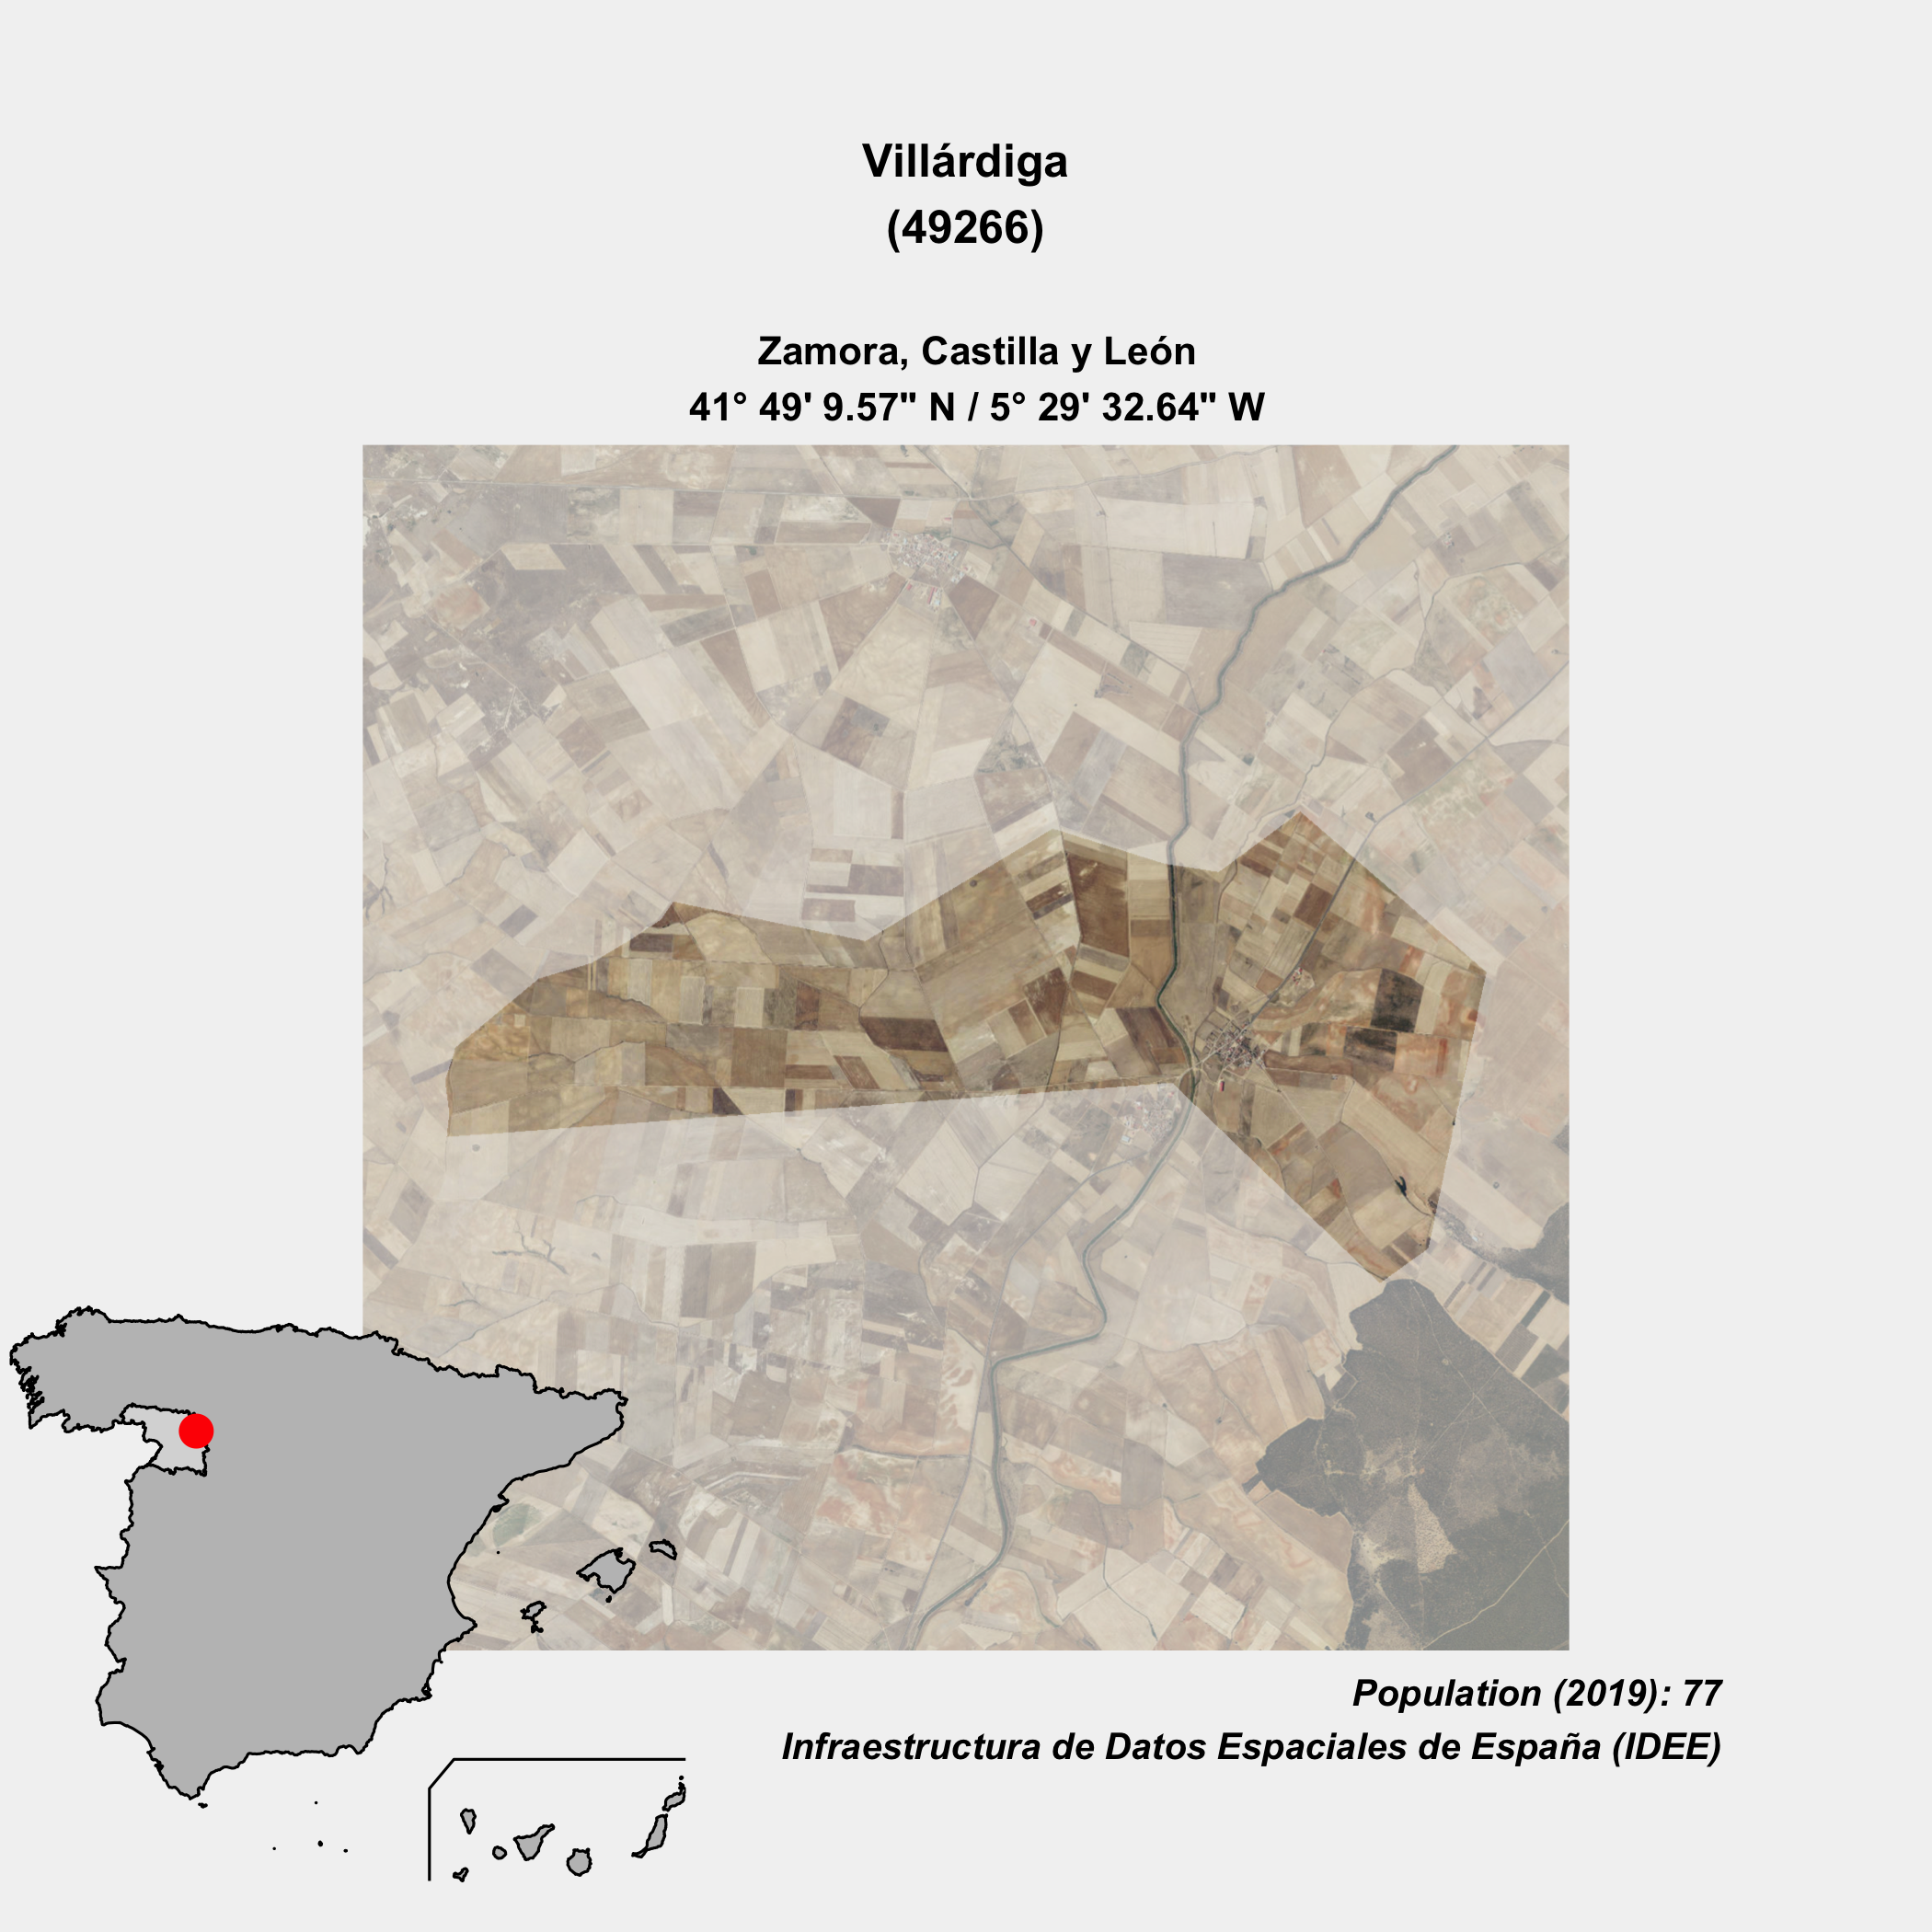 Villárdiga
(49266)
Zamora, Castilla y León
41° 49' 9.57" N / 5° 29' 32.64" W
Population (2019): 77
Infraestructura de Datos Espaciales de España (IDEE)